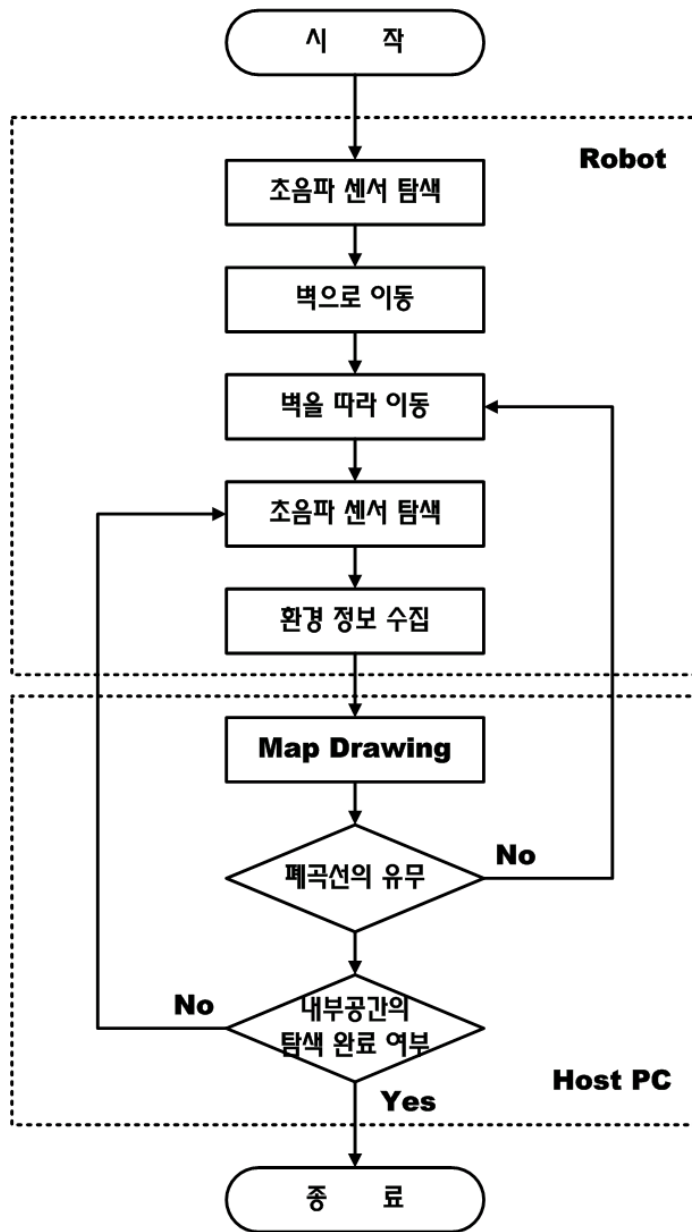 시 작
Robot
초음파 센서 탐색
벽으로 이동
벽을 따라 이동
초음파 센서 탐색
환경 정보 수집
Map Drawing
폐곡선의 유무
No
No
내부공간의
탐색 완료 여부
Host PC
Yes
종 료